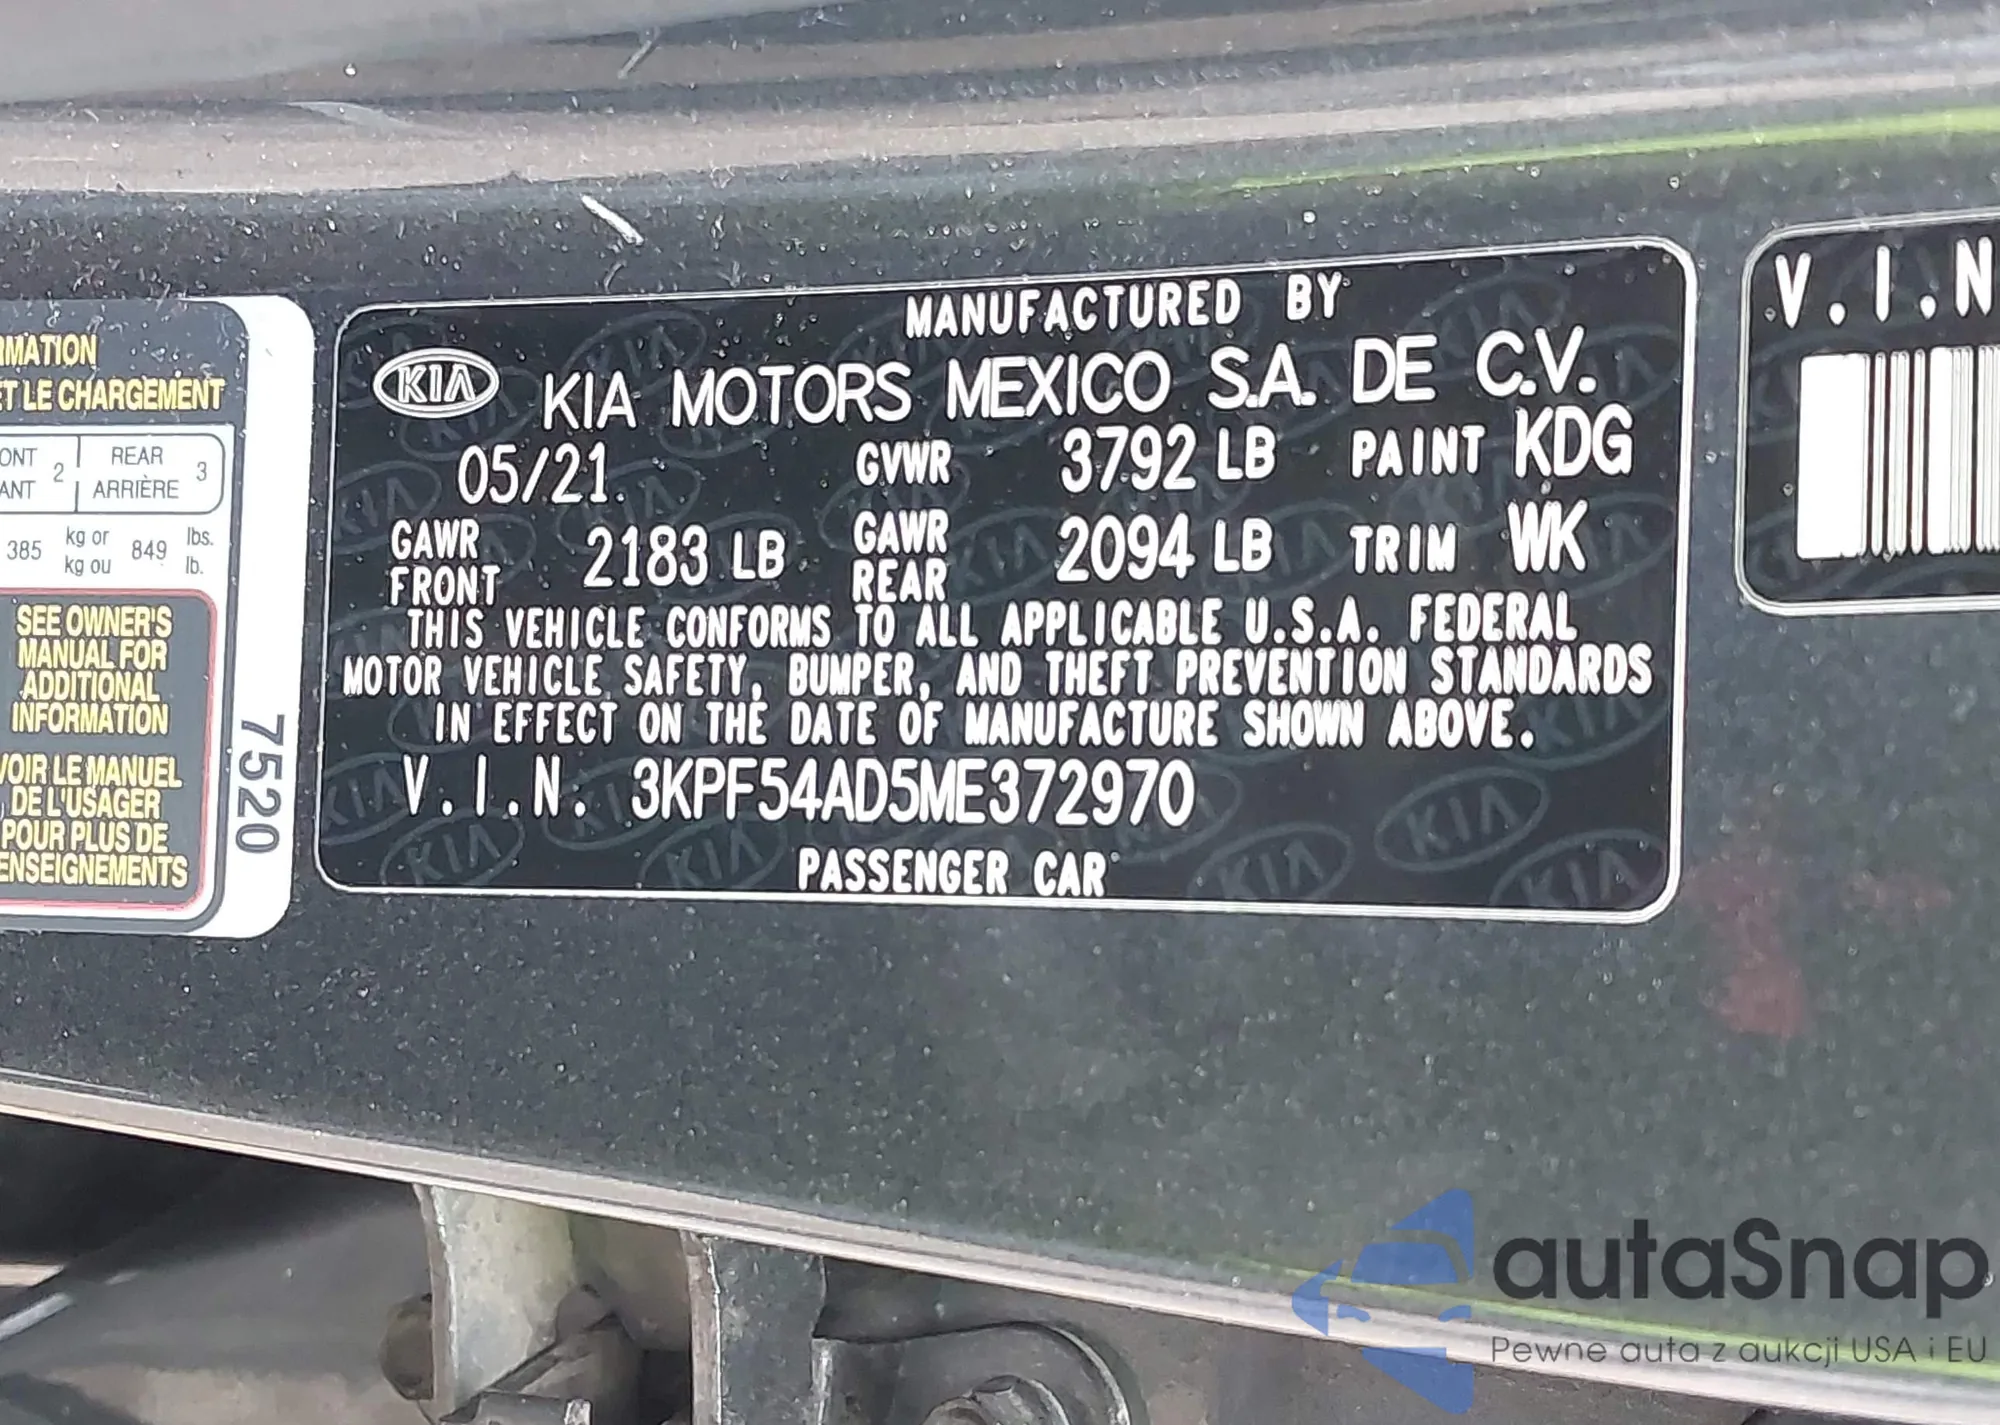 RMATION
ET LE CHARGEMENT
ONT 2 REAR 3
ANT ARRIÈRE
385 kg or 849 lbs.
kg ou lb.
SEE OWNER'S
MANUAL FOR
ADDITIONAL
INFORMATION
VOIR LE MANUEL
DE L'USAGER
POUR PLUS DE
ENSEIGNEMENTS
7520
MANUFACTURED BY
KIA KIA MOTORS MEXICO S.A. DE C.V.
05/21 GVWR 3792 LB PAINT KDG
GAWR FRONT 2183 LB GAWR REAR 2094 LB TRIM WK
THIS VEHICLE CONFORMS TO ALL APPLICABLE U.S.A. FEDERAL
MOTOR VEHICLE SAFETY, BUMPER, AND THEFT PREVENTION STANDARDS
IN EFFECT ON THE DATE OF MANUFACTURE SHOWN ABOVE.
V.I.N. 3KPF54AD5ME372970
PASSENGER CAR
V.I.N
autaSnap
Pewne auta z aukcji USA i EU